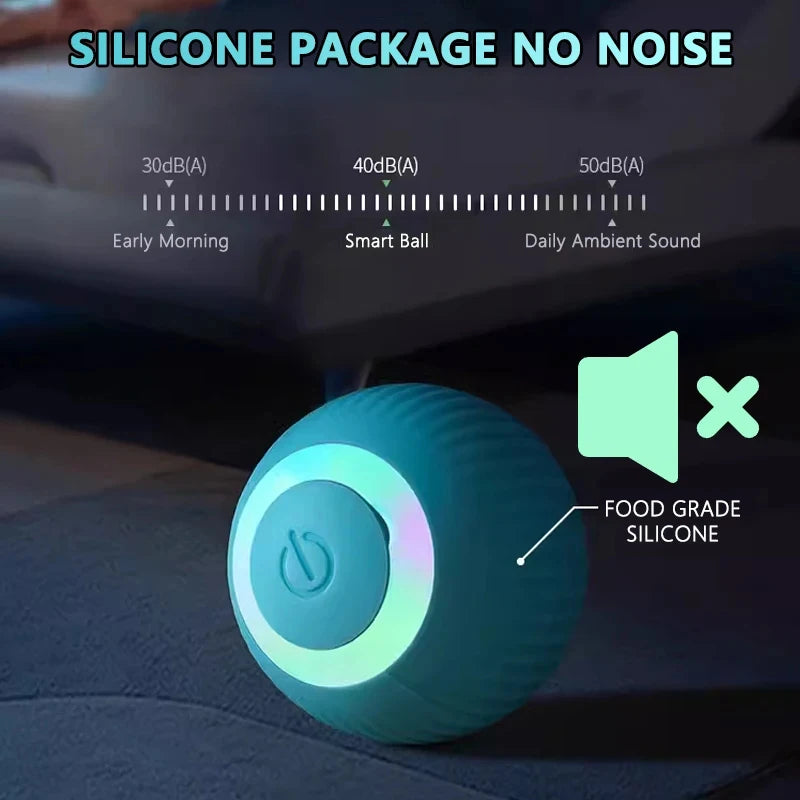 SILICONE PACKAGE NO NOISE
30dB(A) 40dB(A) 50dB(A)
Early Morning Smart Ball Daily Ambient Sound
FOOD GRADE
SILICONE